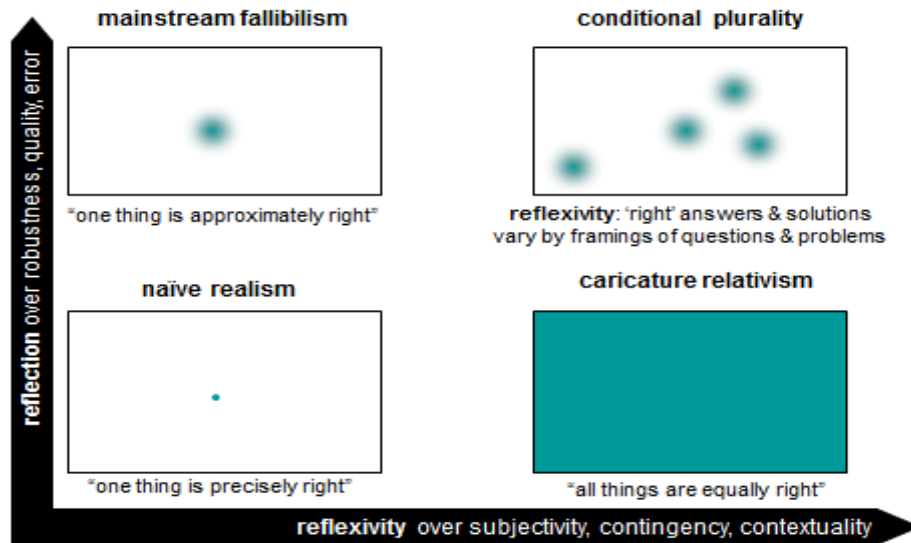 mainstream fallibilism
conditional plurality
“one thing is approximately right”
reflexivity: ‘right’ answers & solutions
vary by framings of questions & problems
naïve realism
caricature relativism
“one thing is precisely right”
“all things are equally right”
reflection over robustness, quality, error
reflexivity over subjectivity, contingency, contextuality